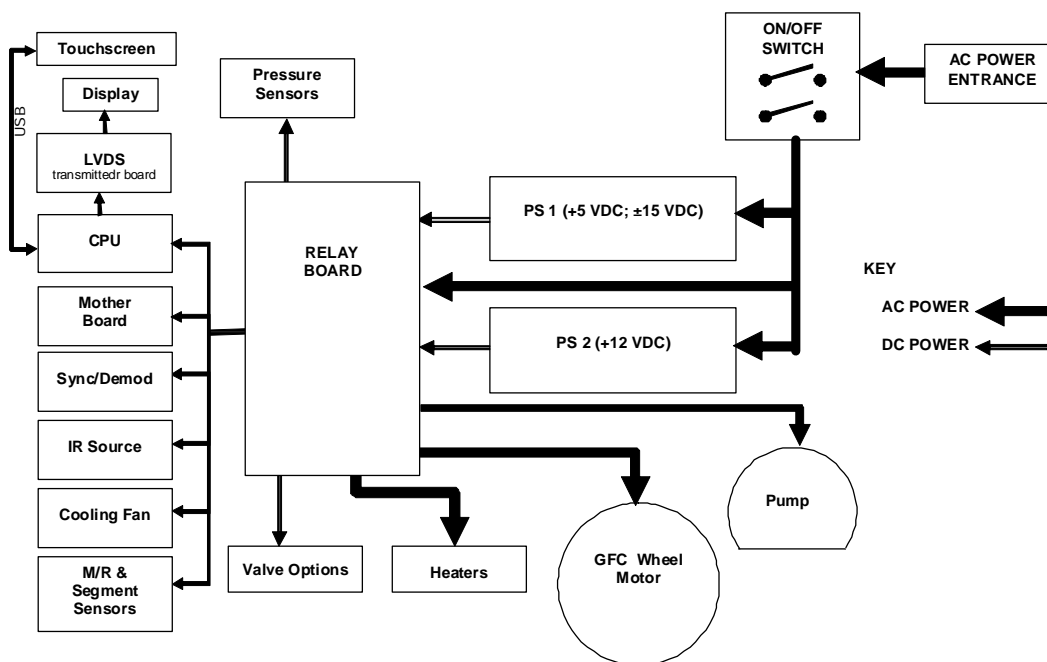 Touchscreen
Display
USB
LVDS
transmittedr board
CPU
Mother
Board
Sync/Demod
IR Source
Cooling Fan
M/R &
Segment
Sensors
Pressure
Sensors
RELAY
BOARD
Valve Options
Heaters
PS 1 (+5 VDC; ±15 VDC)
PS 2 (+12 VDC)
ON/OFF
SWITCH
AC POWER
ENTRANCE
KEY
AC POWER
DC POWER
GFC Wheel
Motor
Pump